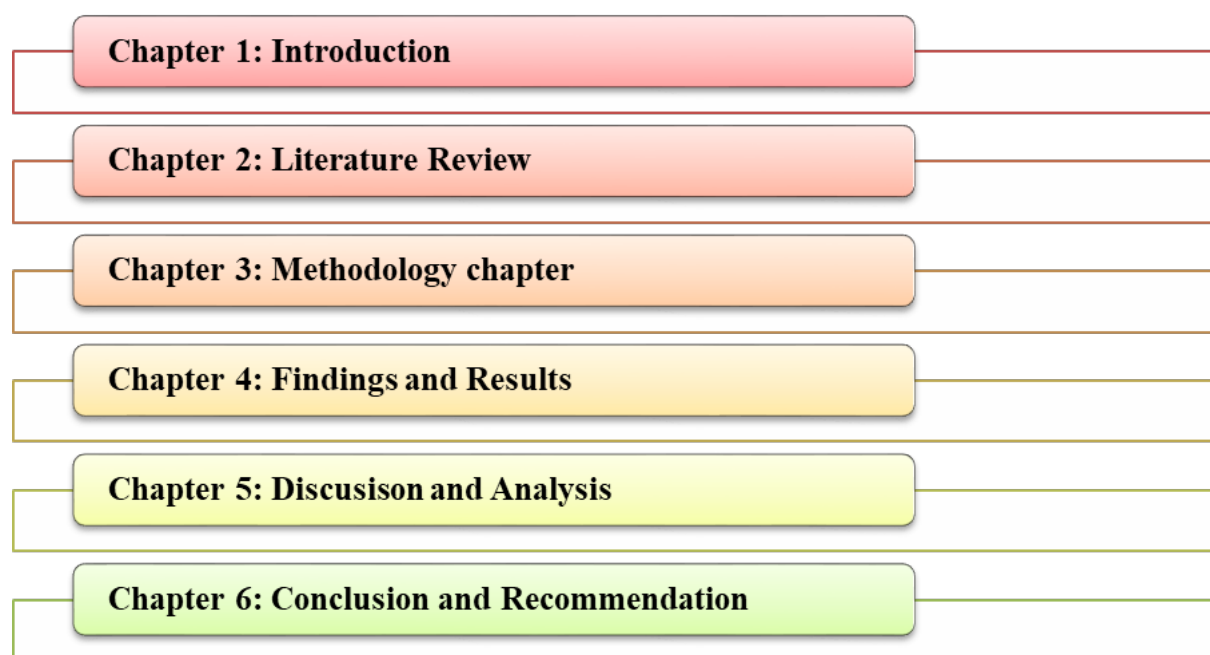 Chapter 1: Introduction
Chapter 2: Literature Review
Chapter 3: Methodology chapter
Chapter 4: Findings and Results
Chapter 5: Discusison and Analysis
Chapter 6: Conclusion and Recommendation